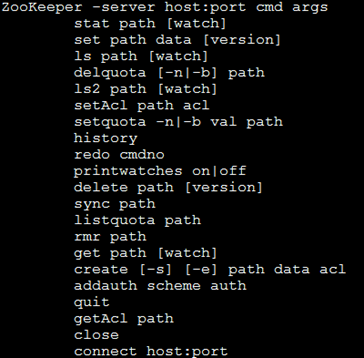 ZooKeeper -server host:port cmd args
stat path [watch]
set path data [version]
ls path [watch]
delquota [-n|-b] path
ls2 path [watch]
setAcl path acl
setquota -n|-b val path
history
redo cmdno
printwatches on|off
delete path [version]
sync path
listquota path
rmr path
get path [watch]
create [-s] [-e] path data acl
addauth scheme auth
quit
getAcl path
close
connect host:port